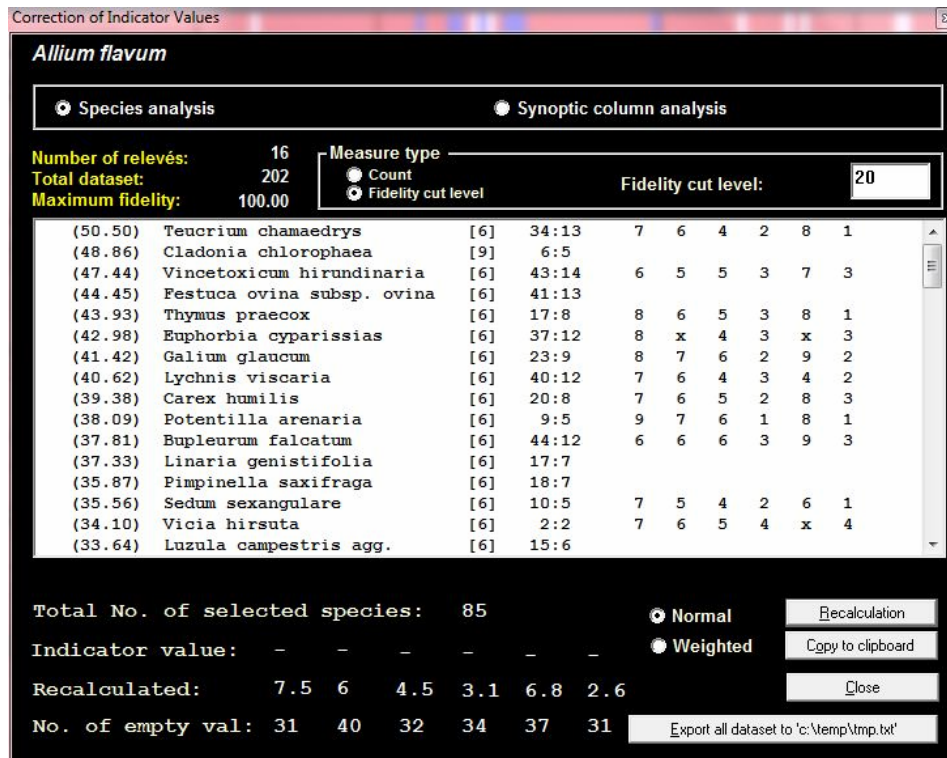 Correction of Indicator Values
Allium flavum
Species analysis Synoptic column analysis
Number of relevés: 16
Total dataset: 202
Maximum fidelity: 100.00
Measure type
Count
Fidelity cut level
Fidelity cut level: 20
(50.50) Teucrium chamaedrys [6] 34:13 7 6 4 2 8 1
(48.86) Cladonia chlorophaea [9] 6:5
(47.44) Vincetoxicum hirundinaria [6] 43:14 6 5 5 3 7 3
(44.45) Festuca ovina subsp. ovina [6] 41:13
(43.93) Thymus praecox [6] 17:8 8 6 5 3 8 1
(42.98) Euphorbia cyparissias [6] 37:12 8 x 4 3 x 3
(41.42) Galium glaucum [6] 23:9 8 7 6 2 9 2
(40.62) Lychnis viscaria [6] 40:12 7 6 4 3 4 2
(39.38) Carex humilis [6] 20:8 7 6 5 2 8 3
(38.09) Potentilla arenaria [6] 9:5 9 7 6 1 8 1
(37.81) Bupleurum falcatum [6] 44:12 6 6 6 3 9 3
(37.33) Linaria genistifolia [6] 17:7
(35.87) Pimpinella saxifraga [6] 18:7
(35.56) Sedum sexangulare [6] 10:5 7 5 4 2 6 1
(34.10) Vicia hirsuta [6] 2:2 7 6 5 4 x 4
(33.64) Luzula campestris agg. [6] 15:6
Total No. of selected species: 85
Indicator value: - - - - - -
Recalculated: 7.5 6 4.5 3.1 6.8 2.6
No. of empty val: 31 40 32 34 37 31
Normal
Weighted
Recalculation
Copy to clipboard
Close
Export all dataset to 'c:\temp\tmp.txt'